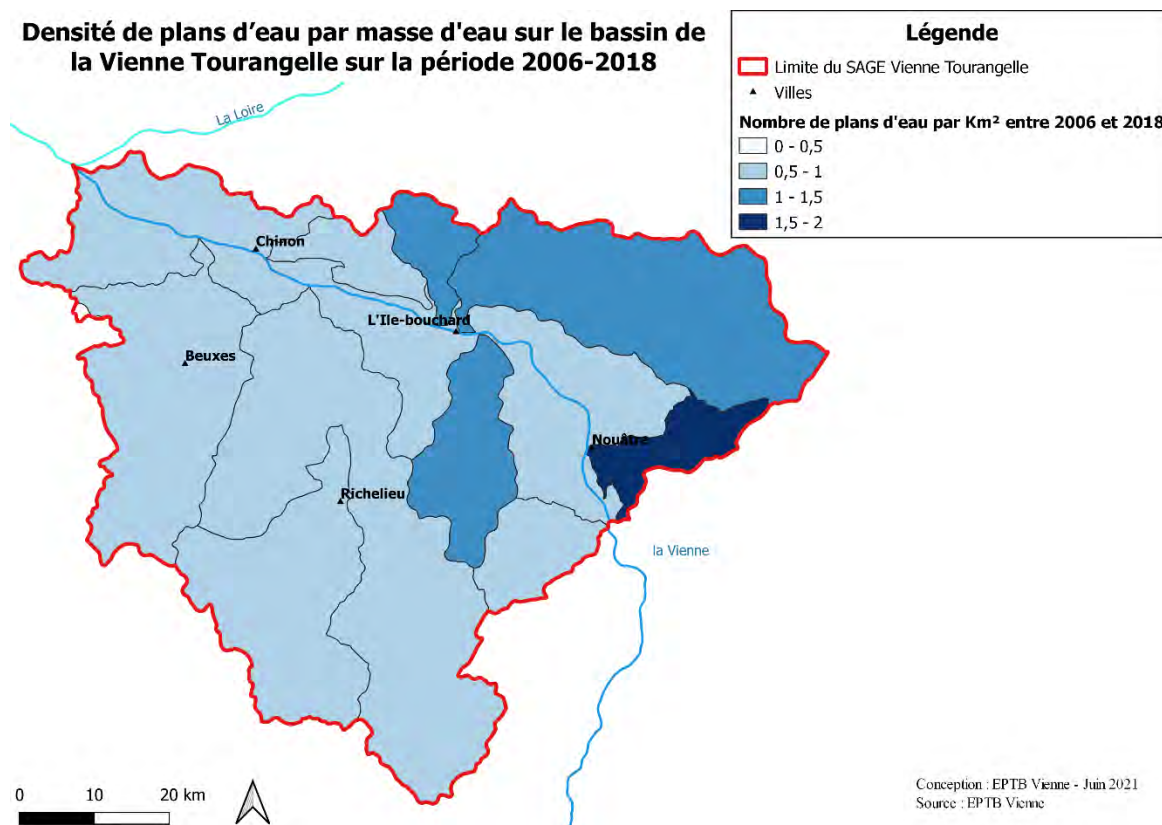 Densité de plans d’eau par masse d'eau sur le bassin de
la Vienne Tourangelle sur la période 2006-2018
Légende
Limite du SAGE Vienne Tourangelle
Villes
Nombre de plans d'eau par Km² entre 2006 et 2018
0 - 0,5
0,5 - 1
1 - 1,5
1,5 - 2
La Loire
Chinon
L'Ile-bouchard
Beuxes
Nouâtre
Richelieu
la Vienne
0 10 20 km
Conception : EPTB Vienne - Juin 2021
Source : EPTB Vienne